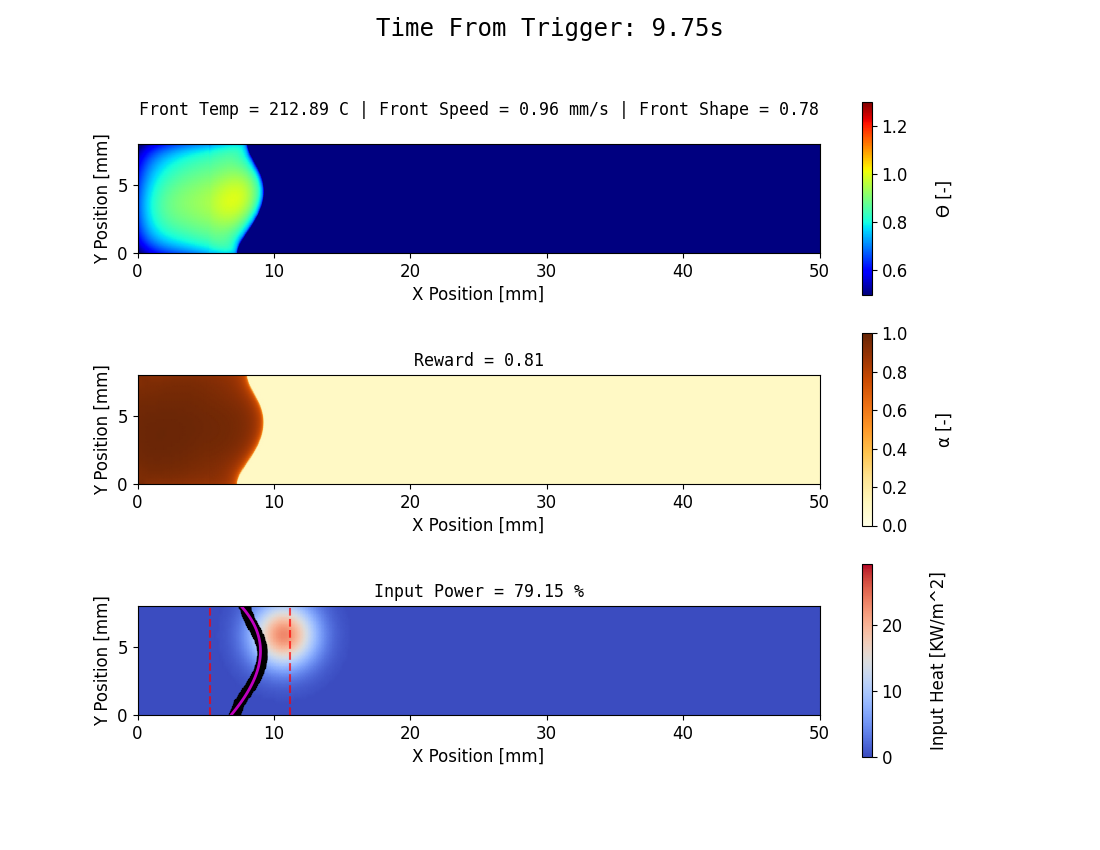 Time From Trigger: 9.75s
Front Temp = 212.89 C | Front Speed = 0.96 mm/s | Front Shape = 0.78
Y Position [mm]
5
0
0 10 20 30 40 50
X Position [mm]
1.2
1.0
0.8
0.6
Θ [-]
Reward = 0.81
Y Position [mm]
5
0
0 10 20 30 40 50
X Position [mm]
1.0
0.8
0.6
0.4
0.2
0.0
α [-]
Input Power = 79.15 %
Y Position [mm]
5
0
0 10 20 30 40 50
X Position [mm]
20
10
0
Input Heat [KW/m^2]